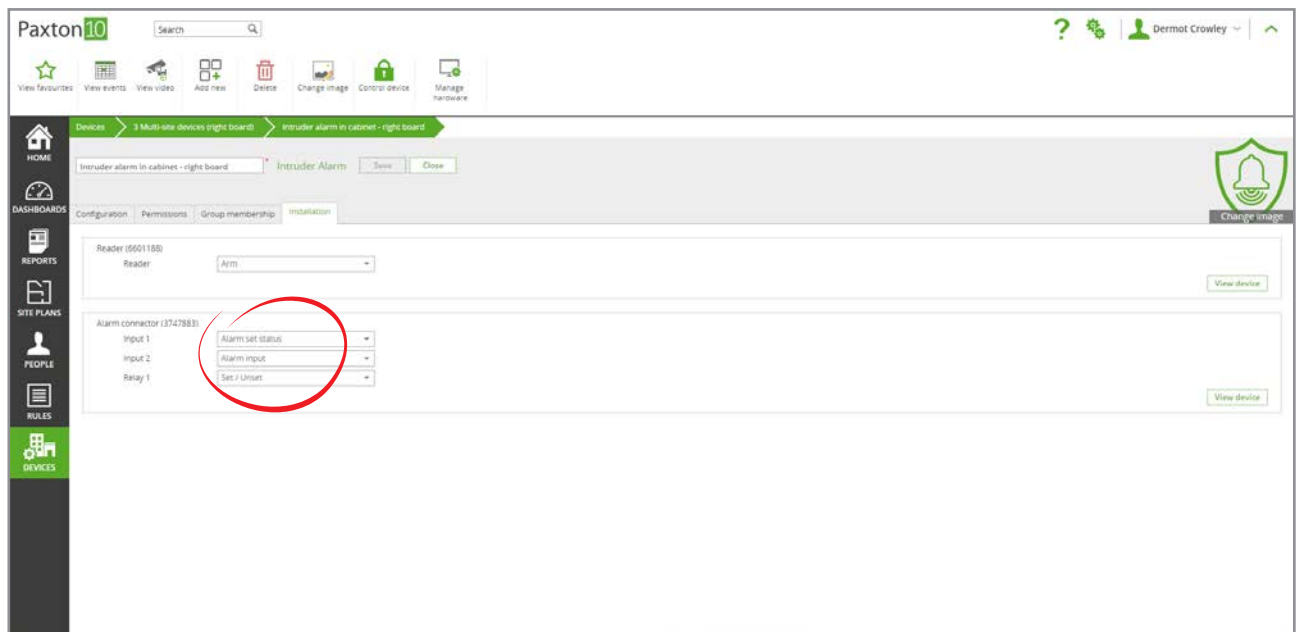 Paxton10
Search
?
Dermot Crowley
View favourites
View events
View video
Add new
Delete
Change image
Control device
Manage
hardware
Devices
3 Multi-site devices (right board)
Intruder alarm in cabinet - right board
HOME
DASHBOARDS
REPORTS
SITE PLANS
PEOPLE
RULES
DEVICES
Intruder alarm in cabinet - right board
*
Intruder Alarm
Save
Close
Change image
Configuration
Permissions
Group membership
Installation
Reader (6601188)
Reader
Arm
View device
Alarm connector (3747883)
Input 1
Alarm set status
Input 2
Alarm input
Relay 1
Set / Unset
View device